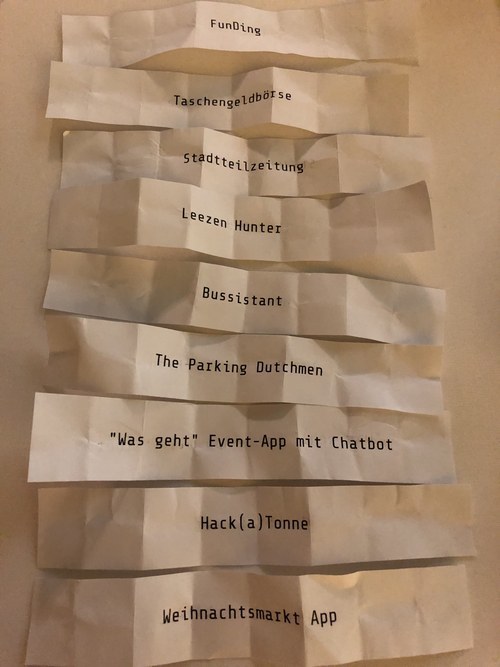 FunDing
Taschengeldbörse
Stadtteilzeitung
Leezen Hunter
Bussistant
The Parking Dutchmen
"Was geht" Event-App mit Chatbot
Hack(a)Tonne
Weihnachtsmarkt App